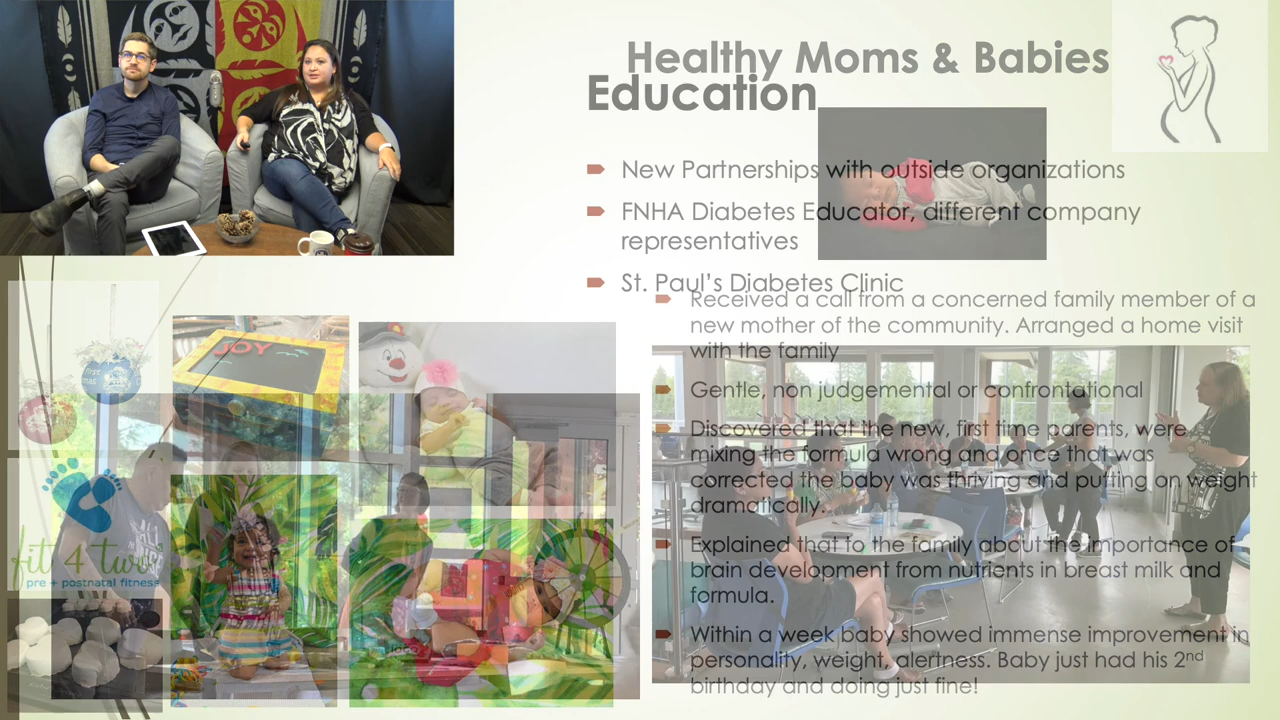 Healthy Moms & Babies
Education
New Partnerships with outside organizations
FNHA Diabetes Educator, different company
representatives
St. Paul's Diabetes Clinic
Received a call from a concerned family member of a
new mother of the community. Arranged a home visit
with the family
Gentle, non judgemental or confrontational
Discovered that the new, first time parents, were
mixing the formula wrong and once that was
corrected the baby was thriving and putting on weight
dramatically.
Explained that to the family about the importance of
brain development from nutrients in breast milk and
formula.
Within a week baby showed immense improvement in
personality, weight, alertness. Baby just had his 2nd
birthday and doing just fine!
JOY
First
fit 4 two
pre + postnatal fitness